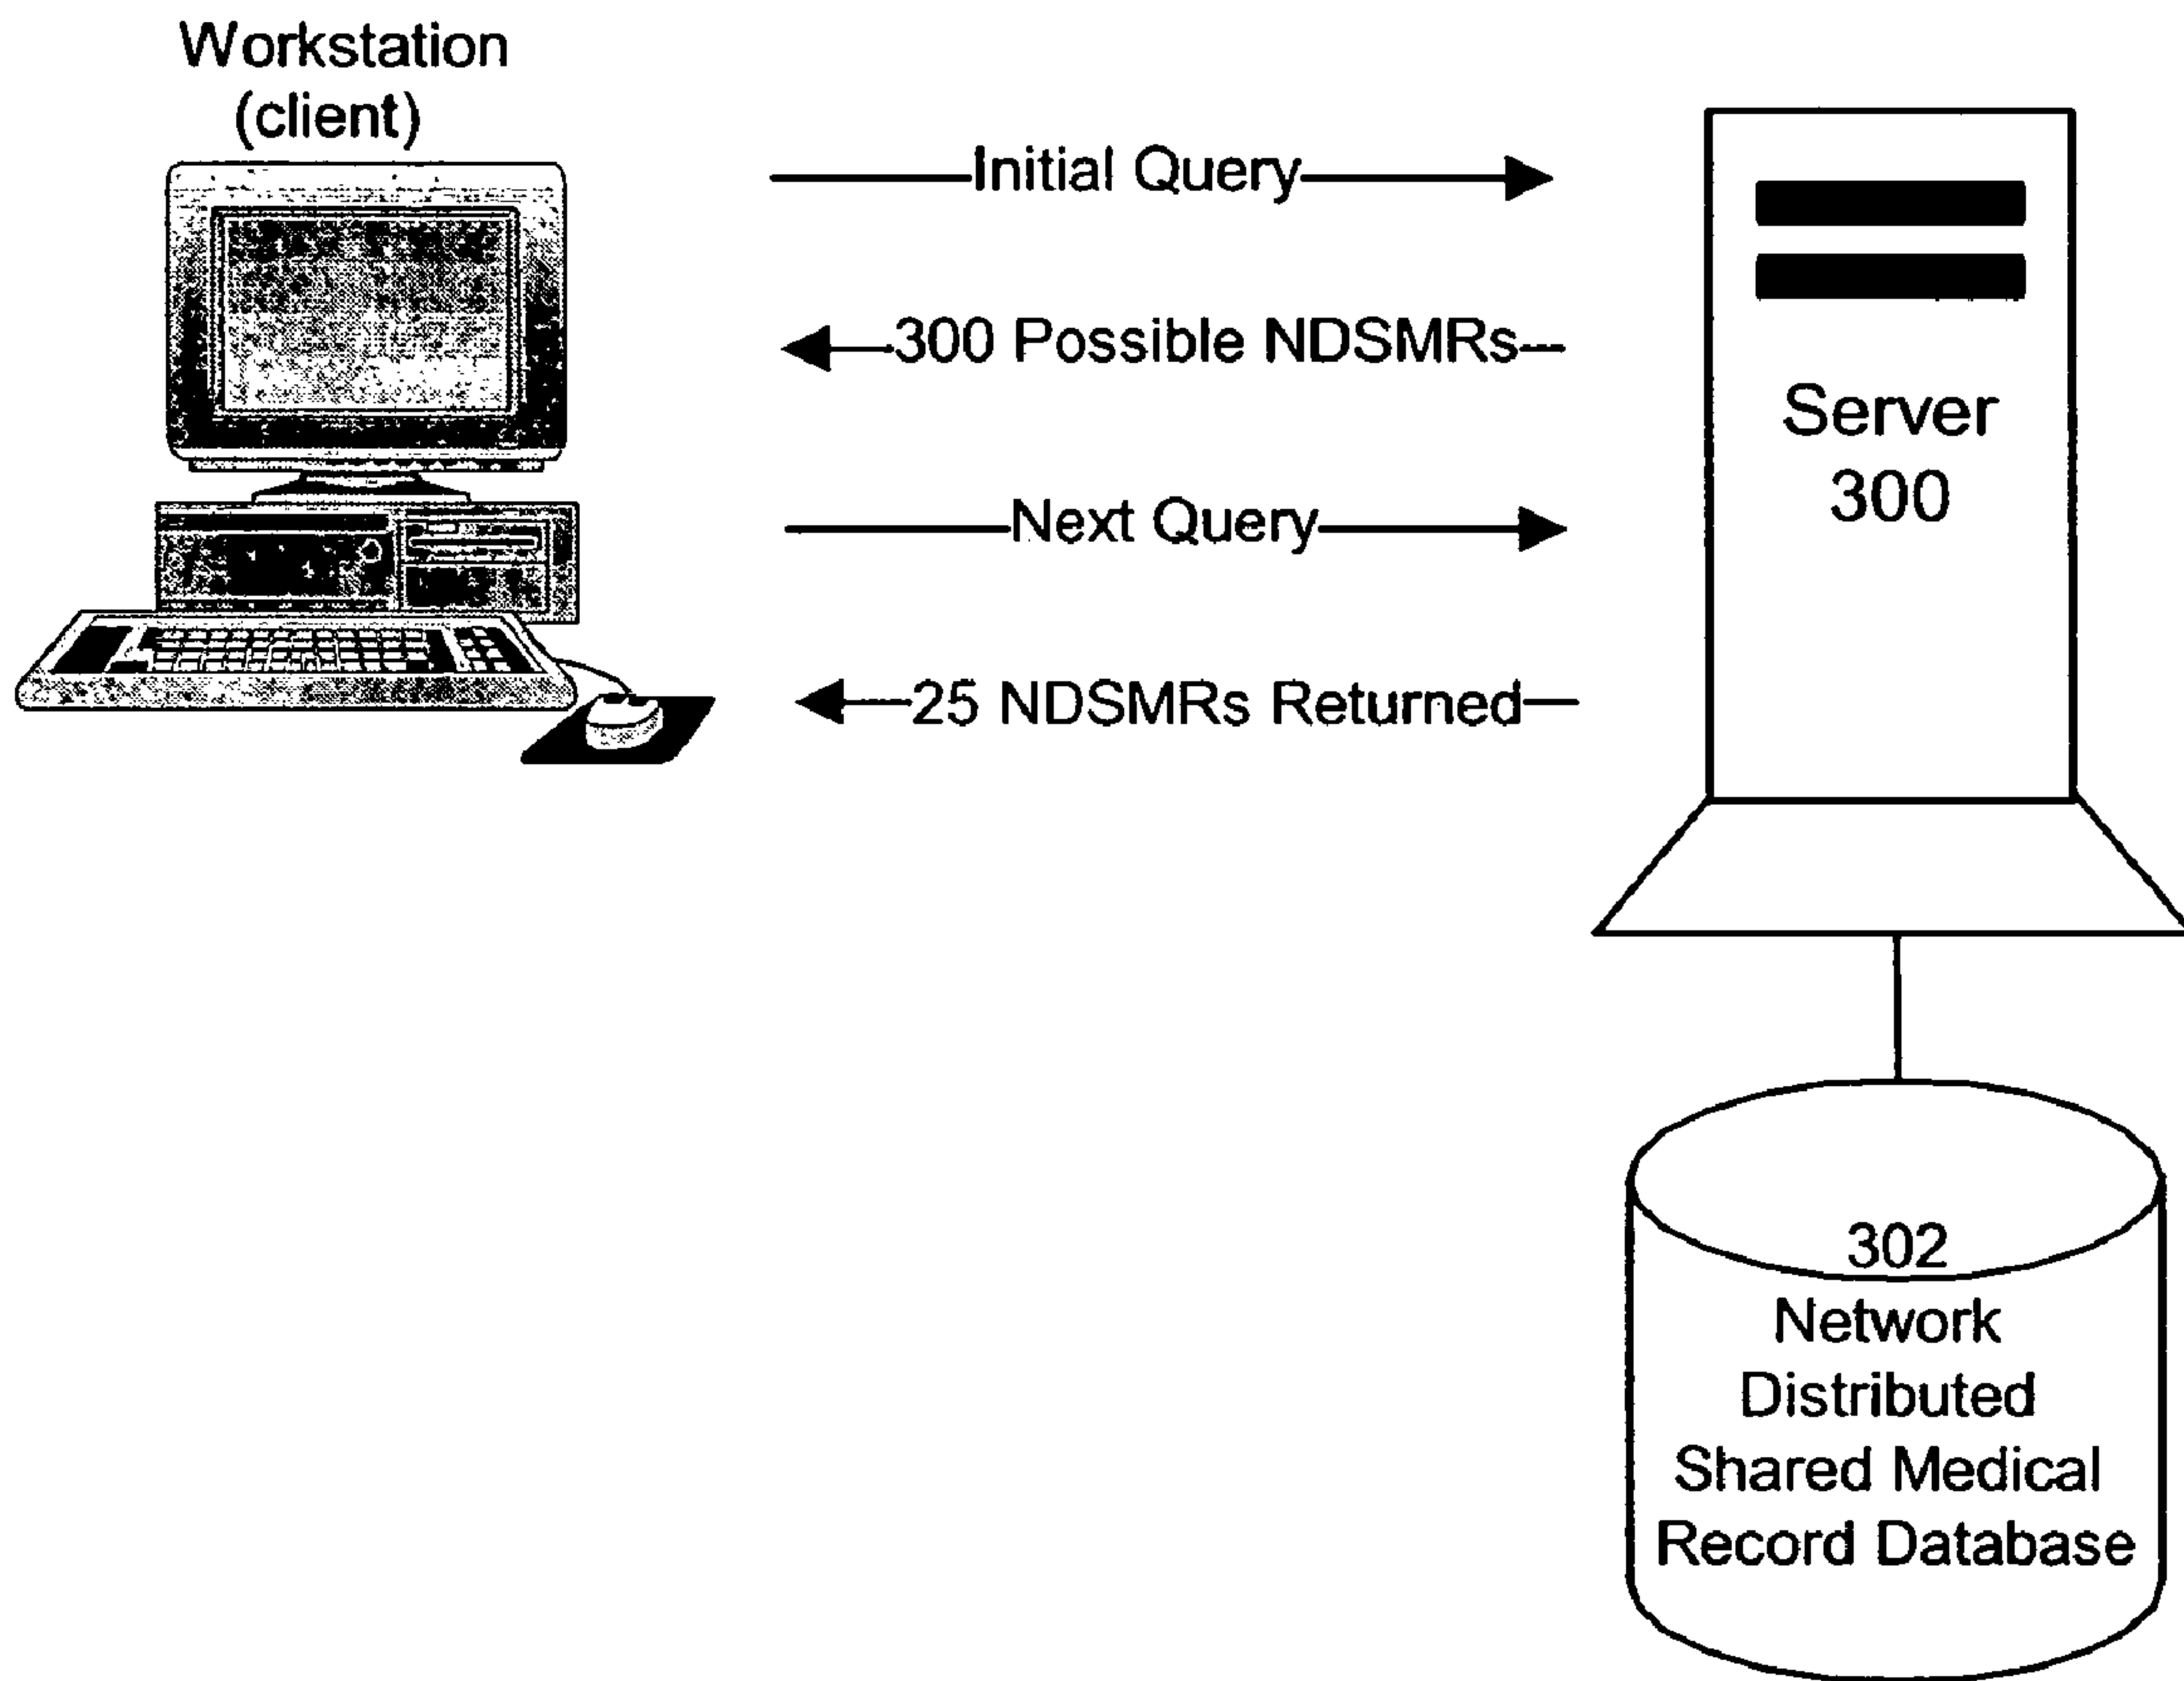 Workstation
(client)
Initial Query
300 Possible NDSMRs
Next Query
25 NDSMRs Returned
Server
300
302
Network
Distributed
Shared Medical
Record Database